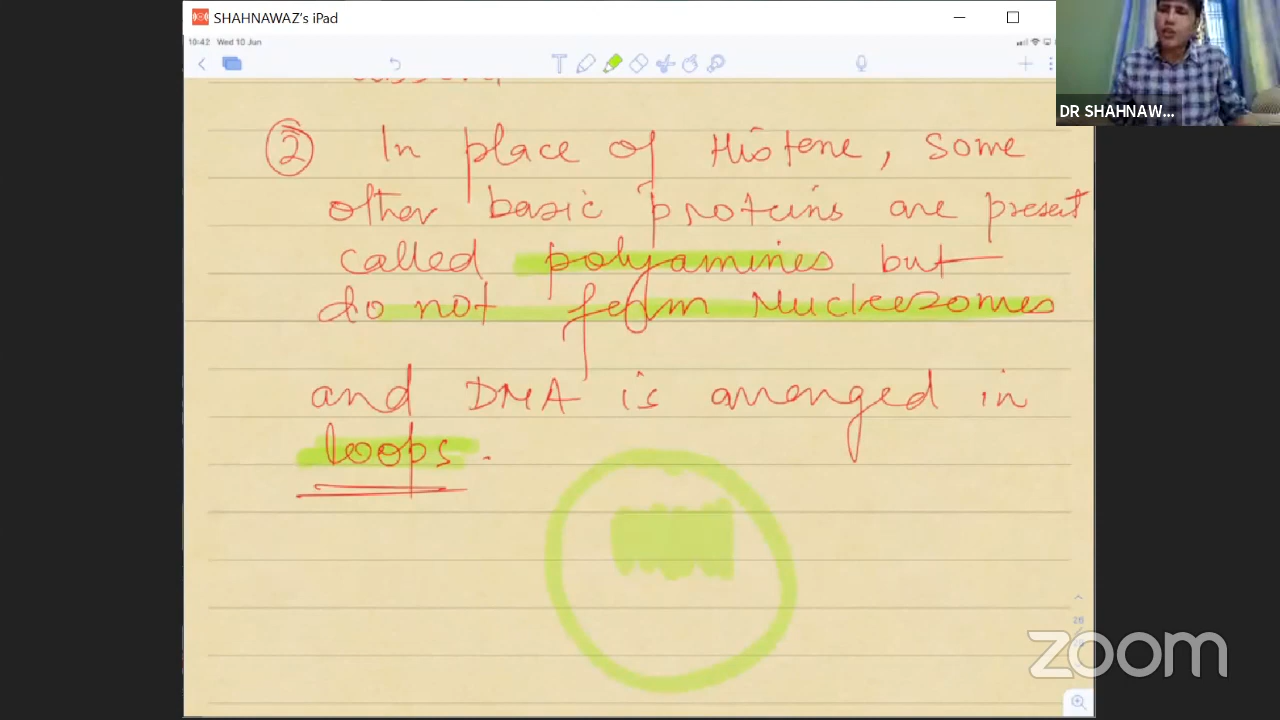 SHAHNAWAZ's iPad
10:42 Wed 10 Jun
DR SHAHNAW...
② In place of Histone, some
other basic proteins are present
called polyamines but
do not form Nucleosomes
and DNA is arranged in
loops.
26
zoom